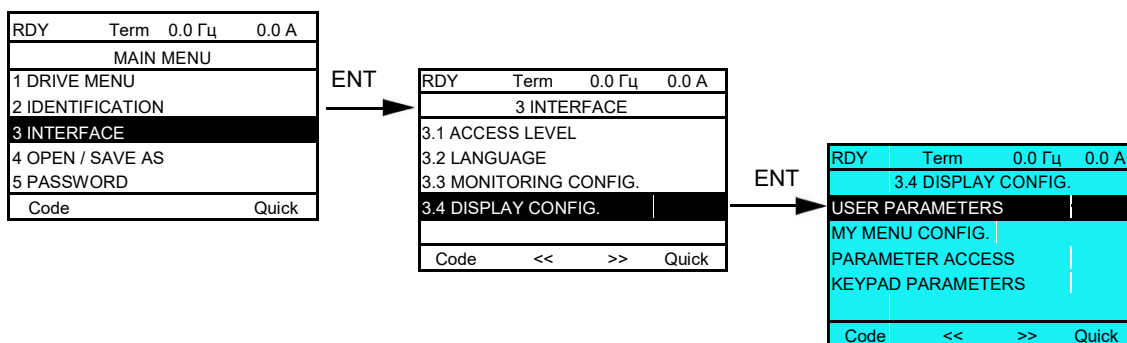 RDY Term 0.0 Гц 0.0 A
MAIN MENU
1 DRIVE MENU
2 IDENTIFICATION
3 INTERFACE
4 OPEN / SAVE AS
5 PASSWORD
Code Quick
ENT
RDY Term 0.0 Гц 0.0 A
3 INTERFACE
3.1 ACCESS LEVEL
3.2 LANGUAGE
3.3 MONITORING CONFIG.
3.4 DISPLAY CONFIG.
Code << >> Quick
ENT
RDY Term 0.0 Гц 0.0 A
3.4 DISPLAY CONFIG.
USER PARAMETERS
MY MENU CONFIG.
PARAMETER ACCESS
KEYPAD PARAMETERS
Code << >> Quick